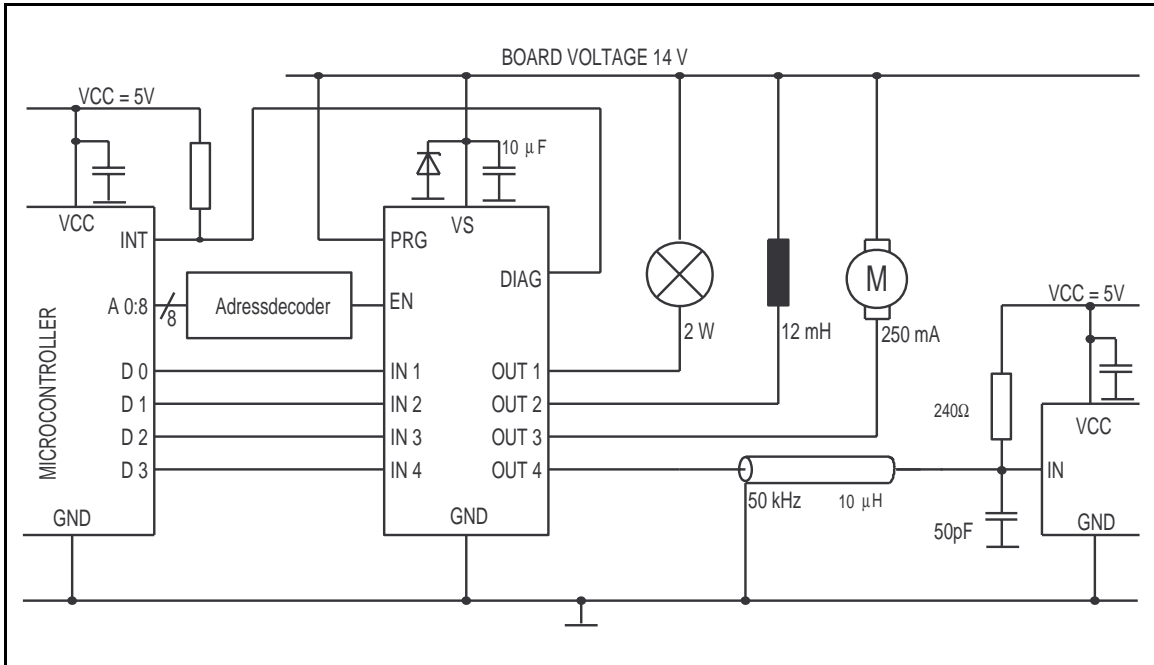 BOARD VOLTAGE 14 V
VCC = 5V
10 μF
VCC
VS
INT
PRG
DIAG
A 0:8
8
Adressdecoder
EN
M
2 W
12 mH
250 mA
VCC = 5V
MICROCONTROLLER
D 0
IN 1
OUT 1
D 1
IN 2
OUT 2
D 2
IN 3
OUT 3
D 3
IN 4
OUT 4
240Ω
VCC
IN
50 kHz
10 μH
GND
GND
50pF
GND